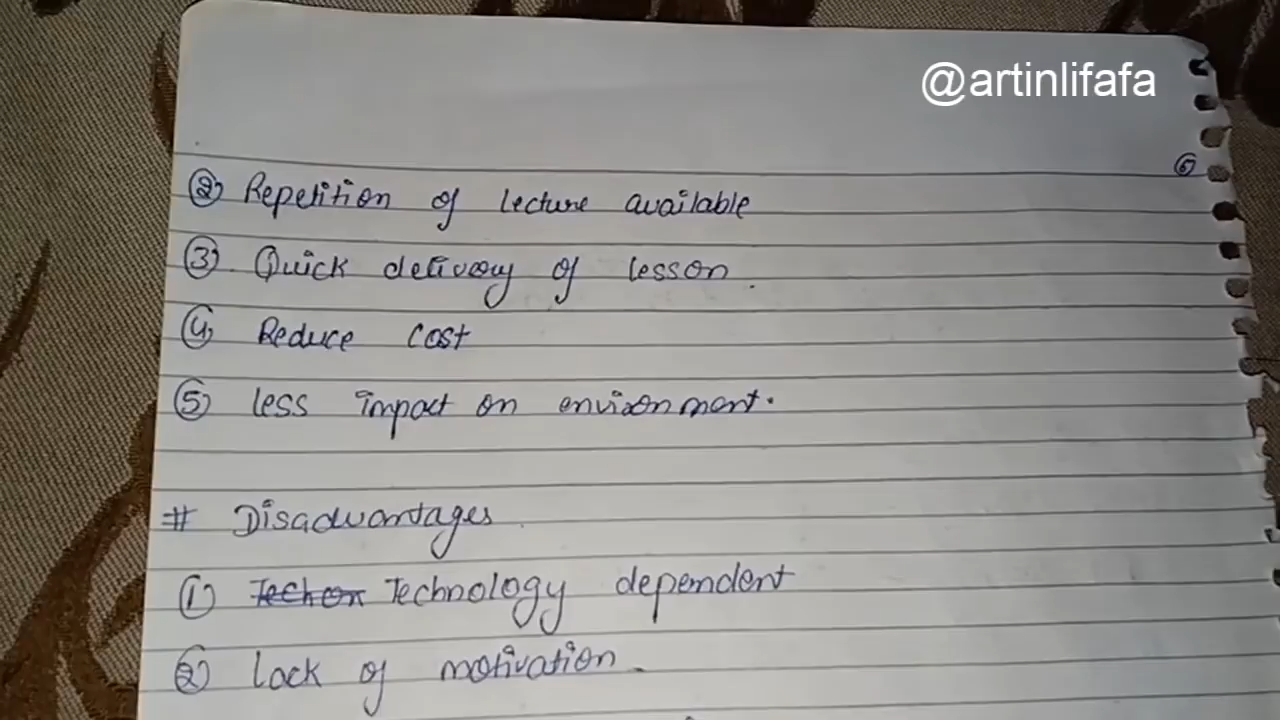 @artinlifafa
⑥
② Repetition of lecture available
③ Quick delivery of lesson.
④ Reduce cost
⑤ less impact on environment.
# Disadvantages
① Techon Technology dependent
② lack of motivation.